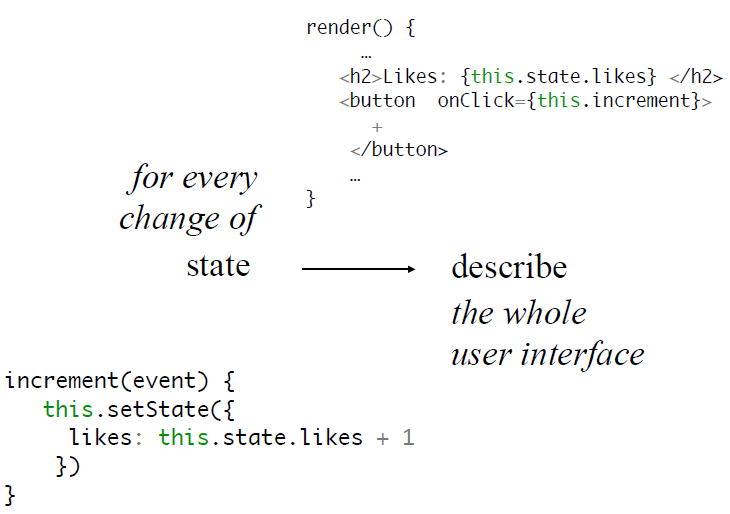 render() {
…
<h2>Likes: {this.state.likes} </h2>
<button  onClick={this.increment}>
+
</button>
…
}
for every
change of
state
describe
the whole
user interface
increment(event) {
this.setState({
likes: this.state.likes + 1
})
}